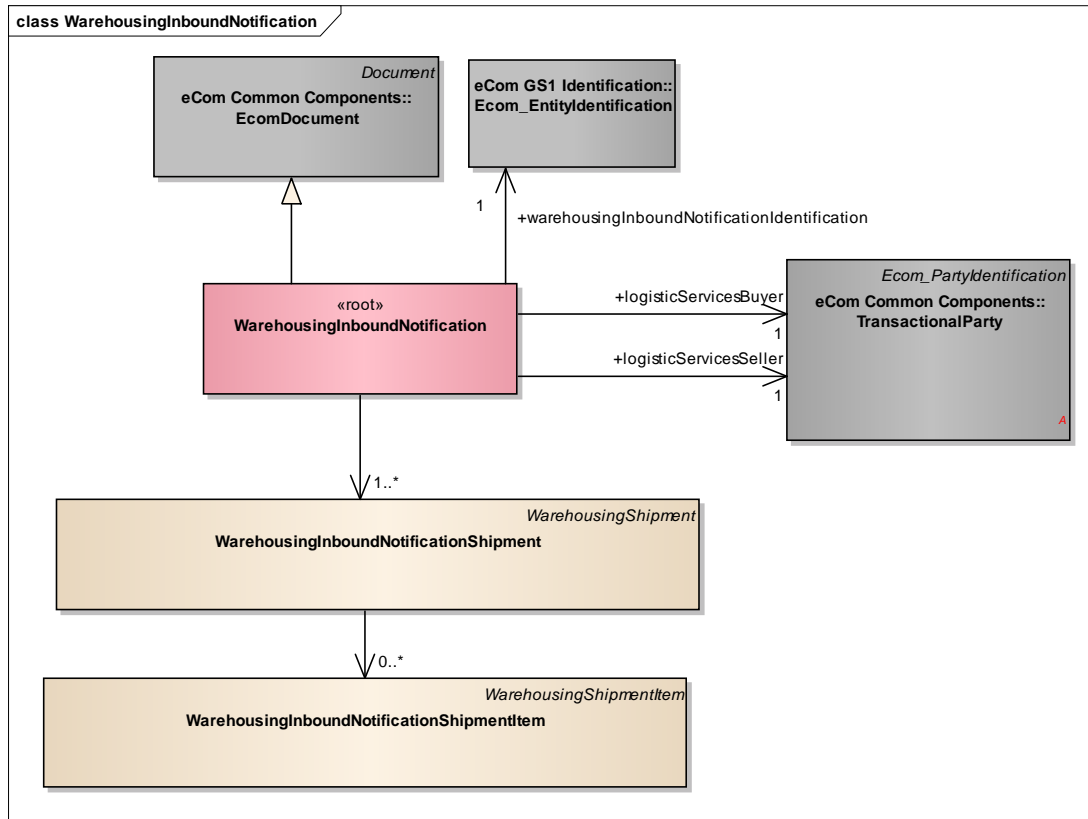 class WarehousingInboundNotification
Document
eCom Common Components::
EcomDocument
eCom GS1 Identification::
Ecom_EntityIdentification
1
+warehousingInboundNotificationIdentification
«root»
WarehousingInboundNotification
+logisticServicesBuyer
1
+logisticServicesSeller
1
Ecom_PartyIdentification
eCom Common Components::
TransactionalParty
A
1..*
WarehousingShipment
WarehousingInboundNotificationShipment
0..*
WarehousingShipmentItem
WarehousingInboundNotificationShipmentItem